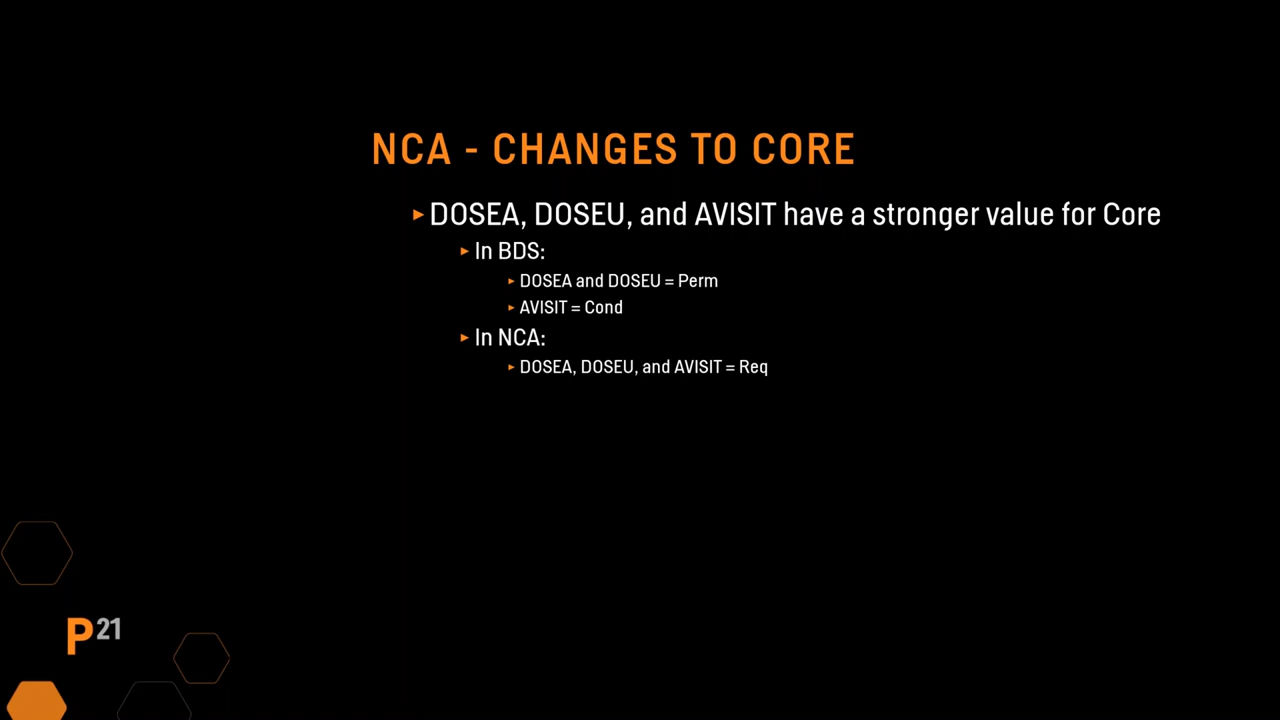 NCA - CHANGES TO CORE
DOSEA, DOSEU, and AVISIT have a stronger value for Core
In BDS:
DOSEA and DOSEU = Perm
AVISIT = Cond
In NCA:
DOSEA, DOSEU, and AVISIT = Req
P21